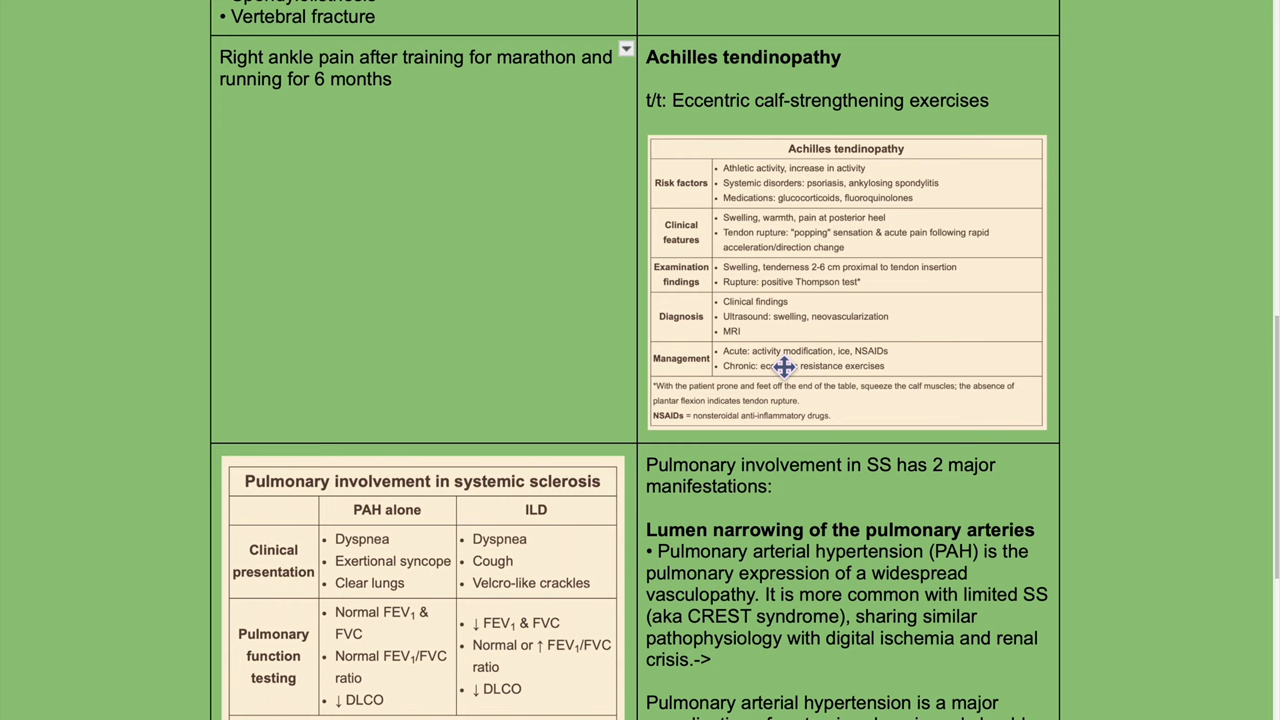 • Vertebral fracture
Right ankle pain after training for marathon and
running for 6 months
Achilles tendinopathy
t/t: Eccentric calf-strengthening exercises
Achilles tendinopathy
Risk factors
• Athletic activity, increase in activity
• Systemic disorders: psoriasis, ankylosing spondylitis
• Medications: glucocorticoids, fluoroquinolones
Clinical
features
• Swelling, warmth, pain at posterior heel
• Tendon rupture: "popping" sensation & acute pain following rapid
acceleration/direction change
Examination
findings
• Swelling, tenderness 2-6 cm proximal to tendon insertion
• Rupture: positive Thompson test*
Diagnosis
• Clinical findings
• Ultrasound: swelling, neovascularization
• MRI
Management
• Acute: activity modification, ice, NSAIDs
• Chronic: resistance exercises
*With the patient prone and feet off the end of the table, squeeze the calf muscles; the absence of
plantar flexion indicates tendon rupture.
NSAIDs = nonsteroidal anti-inflammatory drugs.
Pulmonary involvement in systemic sclerosis
PAH alone
ILD
Clinical
presentation
• Dyspnea
• Exertional syncope
• Clear lungs
• Dyspnea
• Cough
• Velcro-like crackles
Pulmonary
function
testing
• Normal FEV1 &
FVC
• Normal FEV1/FVC
ratio
• ↓ DLCO
• ↓ FEV1 & FVC
• Normal or ↑ FEV1/FVC
ratio
• ↓ DLCO
Pulmonary involvement in SS has 2 major
manifestations:
Lumen narrowing of the pulmonary arteries
• Pulmonary arterial hypertension (PAH) is the
pulmonary expression of a widespread
vasculopathy. It is more common with limited SS
(aka CREST syndrome), sharing similar
pathophysiology with digital ischemia and renal
crisis.->
Pulmonary arterial hypertension is a major